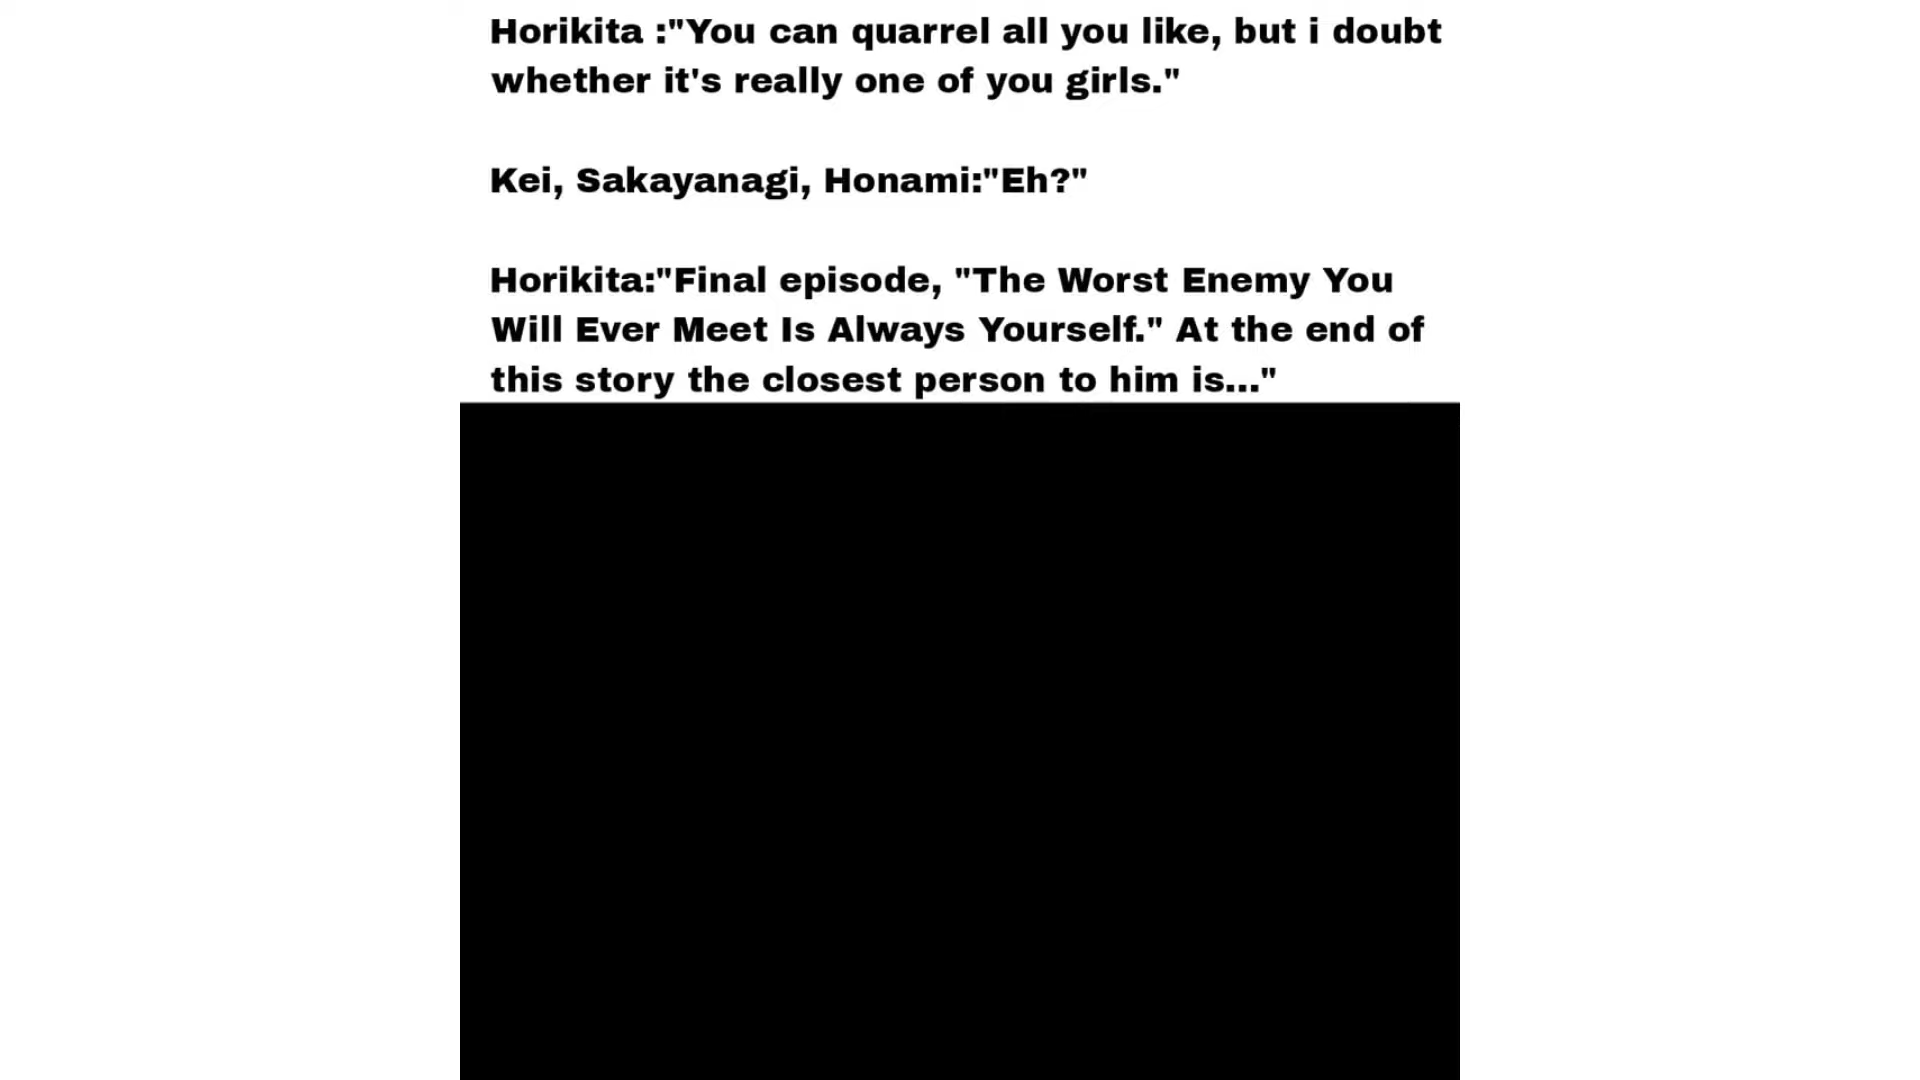 Horikita :"You can quarrel all you like, but i doubt
whether it's really one of you girls."
Kei, Sakayanagi, Honami:"Eh?"
Horikita:"Final episode, "The Worst Enemy You
Will Ever Meet Is Always Yourself." At the end of
this story the closest person to him is..."